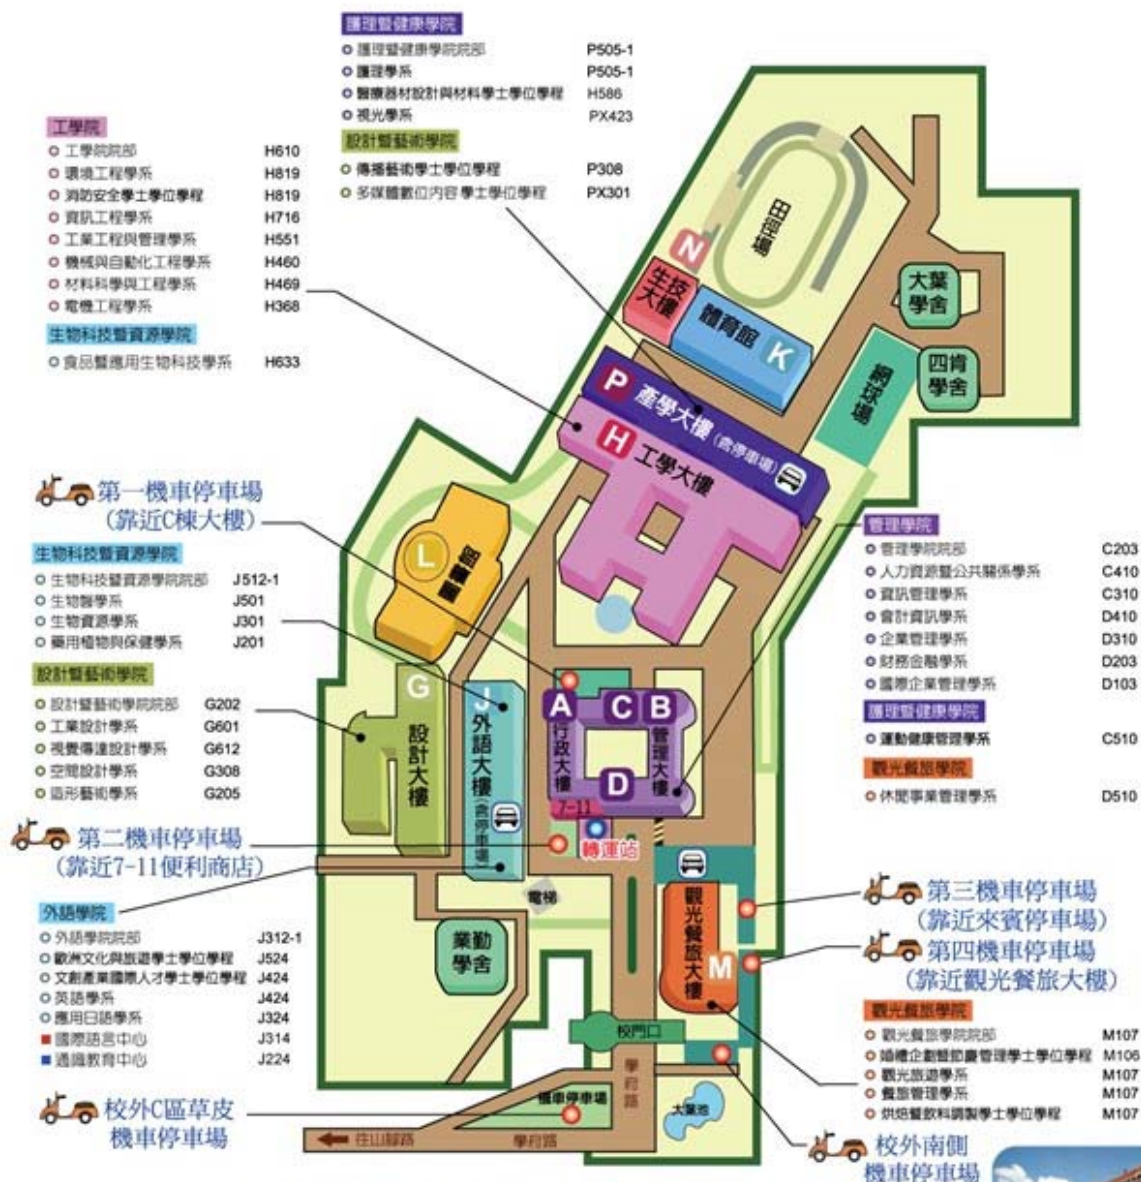 護理暨健康學院
護理暨健康學院院部 P505-1
護理學系 P505-1
醫療器材設計與材料學士學位學程 H586
視光學系 PX423
設計暨藝術學院
傳播藝術學士學位學程 P308
多媒體數位內容學士學位學程 PX301
工學院
工學院院部 H610
環境工程學系 H819
消防安全學士學位學程 H819
資訊工程學系 H716
工業工程與管理學系 H551
機械與自動化工程學系 H460
材料科學與工程學系 H469
電機工程學系 H368
生物科技暨資源學院
食品暨應用生物科技學系 H633
第一機車停車場
(靠近C棟大樓)
生物科技暨資源學院
生物科技暨資源學院院部 J512-1
生物醫學系 J501
生物資源學系 J301
藥用植物與保健學系 J201
設計暨藝術學院
設計暨藝術學院院部 G202
工業設計學系 G601
視覺傳達設計學系 G612
空間設計學系 G308
造形藝術學系 G205
第二機車停車場
(靠近7-11便利商店)
外語學院
外語學院院部 J312-1
歐洲文化與旅遊學士學位學程 J524
文創產業國際人才學士學位學程 J424
英語學系 J424
應用日語學系 J324
國際語言中心 J314
通識教育中心 J224
校外C區草皮
機車停車場
田徑場
N
生技
大樓
體育館 K
大葉
學舍
四肯
學舍
網球場
P 產學大樓(含停車場)
H 工學大樓
L
圖書館
G
設計大樓
J
外語大樓(含停車場)
A
行政大樓
C
B
管理大樓
D
7-11
轉運站
電梯
業勤
學舍
觀光餐旅大樓
M
校門口
學府路
機車停車場
大葉池
往山腳路
學府路
管理學院
管理學院院部 C203
人力資源暨公共關係學系 C410
資訊管理學系 C310
會計資訊學系 D410
企業管理學系 D310
財務金融學系 D203
國際企業管理學系 D103
護理暨健康學院
運動健康管理學系 C510
觀光餐旅學院
休閒事業管理學系 D510
第三機車停車場
(靠近來賓停車場)
第四機車停車場
(靠近觀光餐旅大樓)
觀光餐旅學院
觀光餐旅學院院部 M107
婚禮企劃暨節慶管理學士學位學程 M106
觀光旅遊學系 M107
餐旅管理學系 M107
烘焙暨飲料調製學士學位學程 M107
校外南側
機車停車場